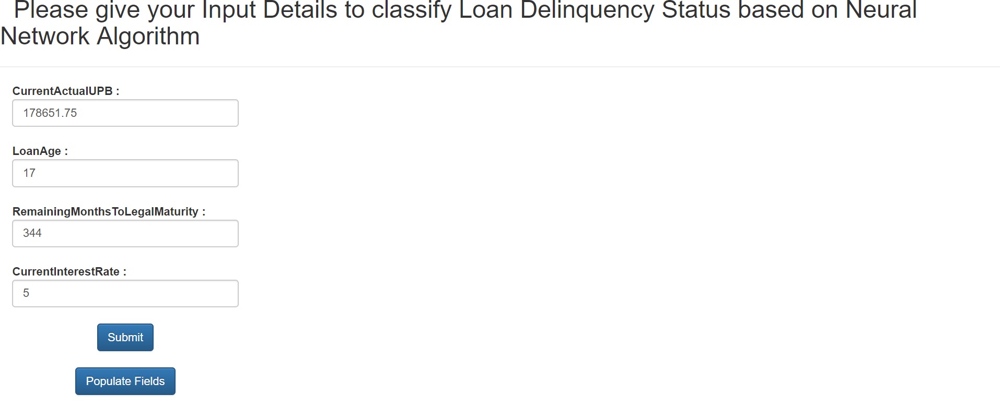 Please give your Input Details to classify Loan Delinquency Status based on Neural
Network Algorithm
CurrentActualUPB :
178651.75
LoanAge :
17
RemainingMonthsToLegalMaturity :
344
CurrentInterestRate :
5
Submit
Populate Fields